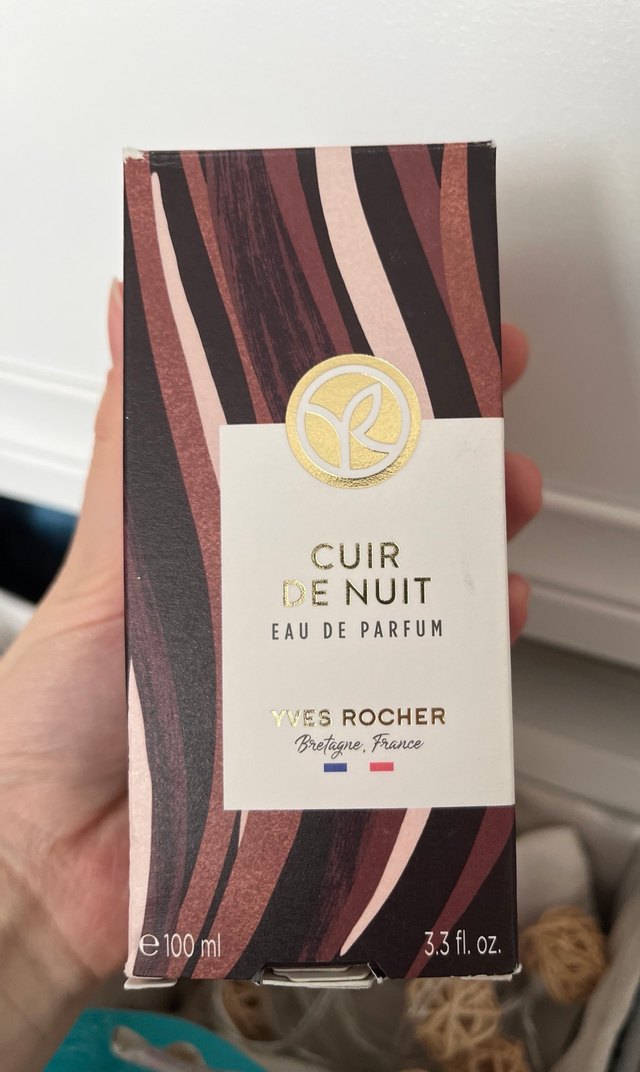 CUIR
DE NUIT
EAU DE PARFUM
YVES ROCHER
Bretagne, France
℮ 100 ml
3.3 fl. oz.